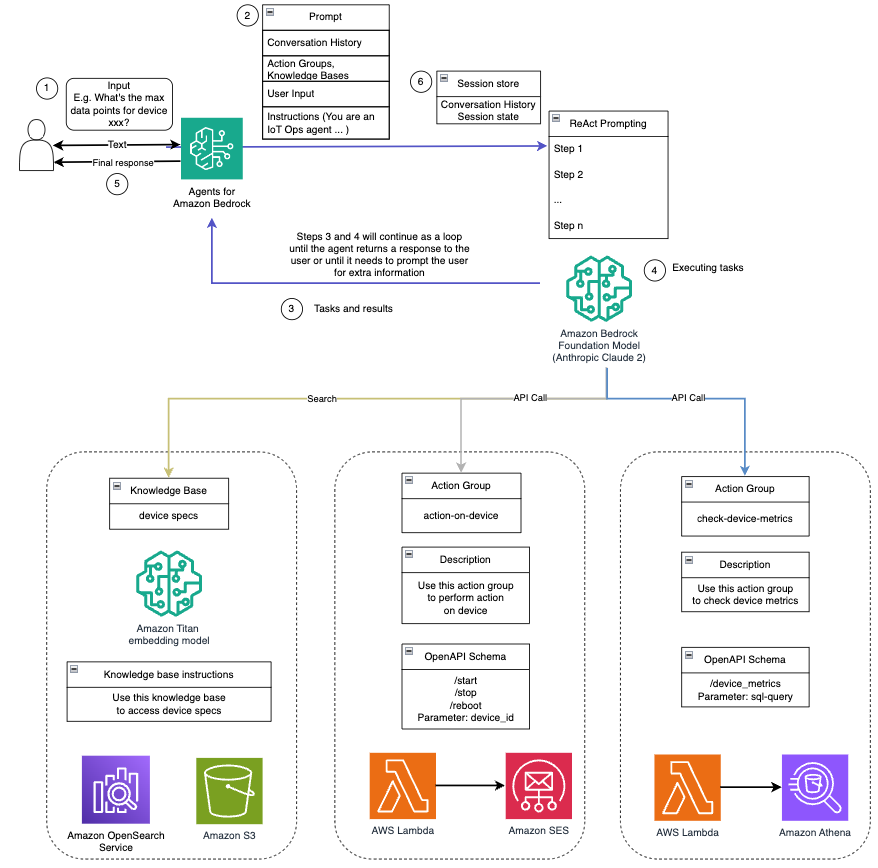 2
Prompt
Conversation History
Action Groups,
Knowledge Bases
User Input
Instructions (You are an
IoT Ops agent ... )
1
Input
E.g. What's the max
data points for device
xxx?
Text
Final response
5
Agents for
Amazon Bedrock
6
Session store
Conversation History
Session state
ReAct Prompting
Step 1
Step 2
...
Step n
Steps 3 and 4 will continue as a loop
until the agent returns a response to the
user or until it needs to prompt the user
for extra information
3
Tasks and results
4
Executing tasks
Amazon Bedrock
Foundation Model
(Anthropic Claude 2)
Search
API Call
API Call
Knowledge Base
device specs
Amazon Titan
embedding model
Knowledge base instructions
Use this knowledge base
to access device specs
Amazon OpenSearch
Service
Amazon S3
Action Group
action-on-device
Description
Use this action group
to perform action
on device
OpenAPI Schema
/start
/stop
/reboot
Parameter: device_id
AWS Lambda
Amazon SES
Action Group
check-device-metrics
Description
Use this action group
to check device metrics
OpenAPI Schema
/device_metrics
Parameter: sql-query
AWS Lambda
Amazon Athena